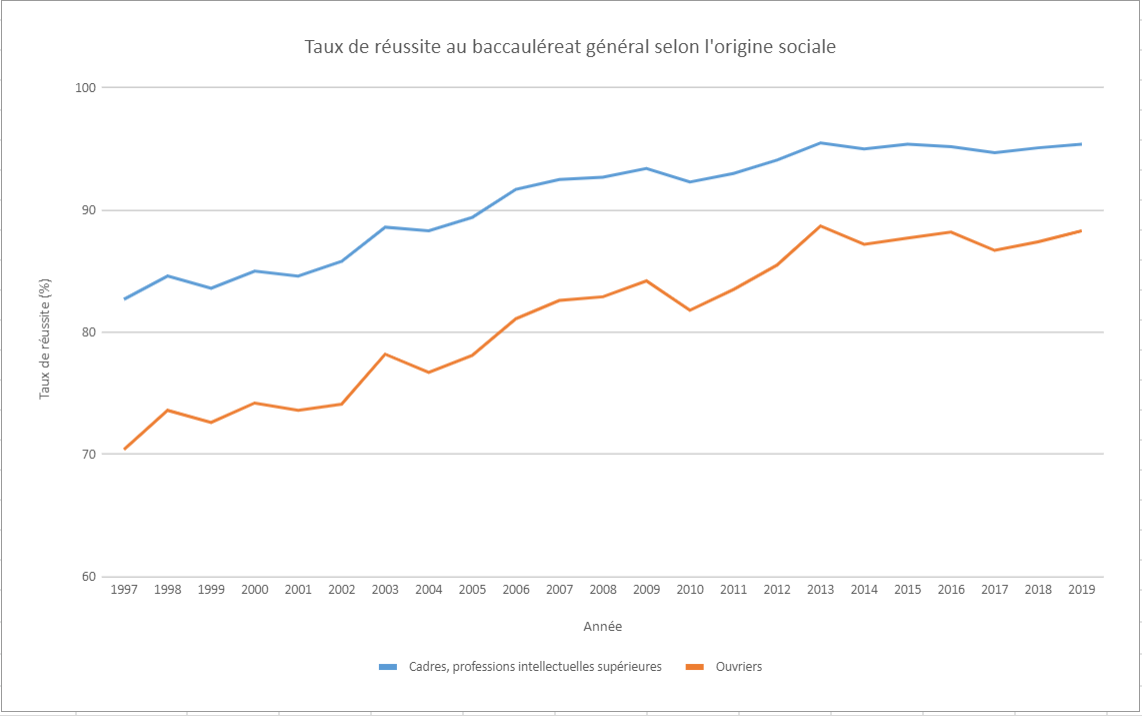 Taux de réussite au baccauléreat général selon l'origine sociale
100
90
80
70
60
Taux de réussite (%)
1997 1998 1999 2000 2001 2002 2003 2004 2005 2006 2007 2008 2009 2010 2011 2012 2013 2014 2015 2016 2017 2018 2019
Année
Cadres, professions intellectuelles supérieures Ouvriers